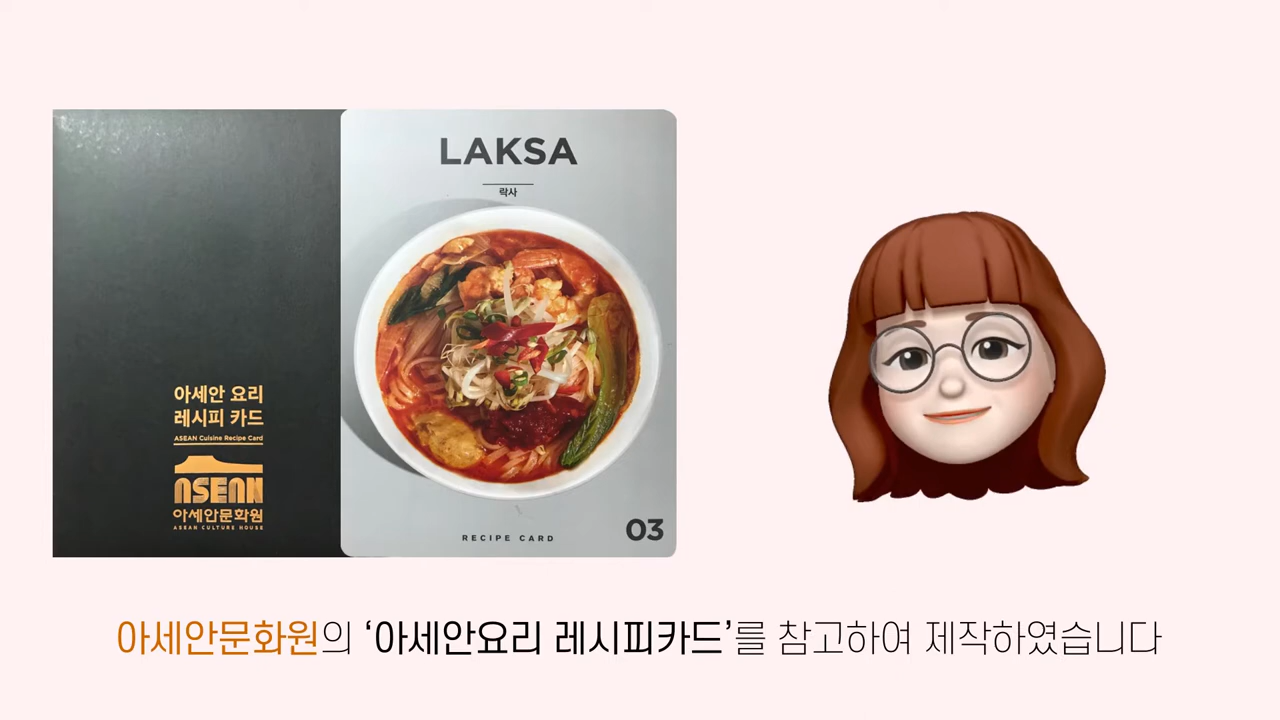 LAKSA
락사
아세안 요리
레시피 카드
ASEAN Cuisine Recipe Card
ASEAN
아세안문화원
ASEAN CULTURE HOUSE
RECIPE CARD
03
아세안문화원의 ‘아세안요리 레시피카드’를 참고하여 제작하였습니다